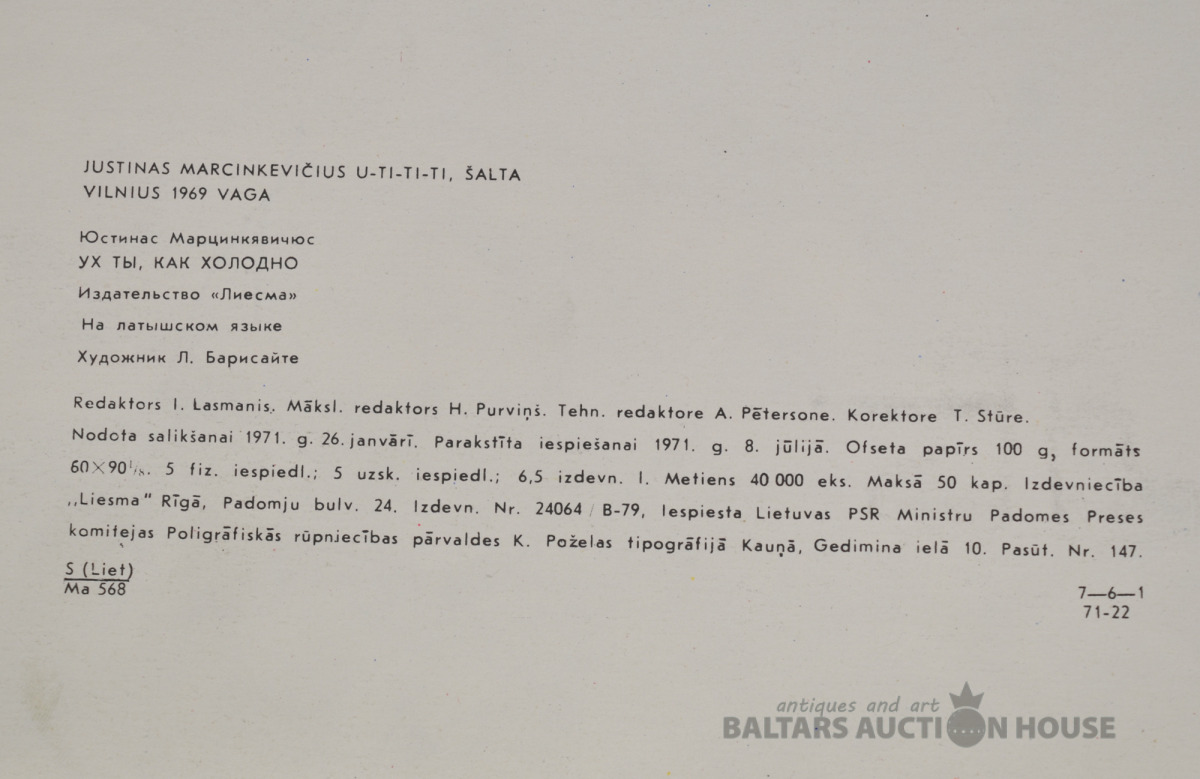 JUSTINAS MARCINKEVIČIUS U-TI-TI-TI, ŠALTA
VILNIUS 1969 VAGA
Юстинас Марцинкявичюс
УХ ТЫ, КАК ХОЛОДНО
Издательство «Лиесма»
На латышском языке
Художник Л. Барисайте
Redaktors I. Lasmanis. Māksl. redaktors H. Purviņš. Tehn. redaktore A. Pētersone. Korektore T. Stūre.
Nodota salikšanai 1971. g. 26. janvārī. Parakstīta iespiešanai 1971. g. 8. jūlijā. Ofseta papīrs 100 g, formāts
60×90¹/₈. 5 fiz. iespiedl.; 5 uzsk. iespiedl.; 6,5 izdevn. l. Metiens 40 000 eks. Maksā 50 kap. Izdevniecība
„Liesma" Rīgā, Padomju bulv. 24. Izdevn. Nr. 24064/B-79, Iespiesta Lietuvas PSR Ministru Padomes Preses
komitejas Poligrāfiskās rūpniecības pārvaldes K. Poželas tipogrāfijā Kauņā, Gedimina ielā 10. Pasūt. Nr. 147.
S (Liet)
Ma 568
7—6—1
71-22
antiques and art
BALTARS AUCTION HOUSE